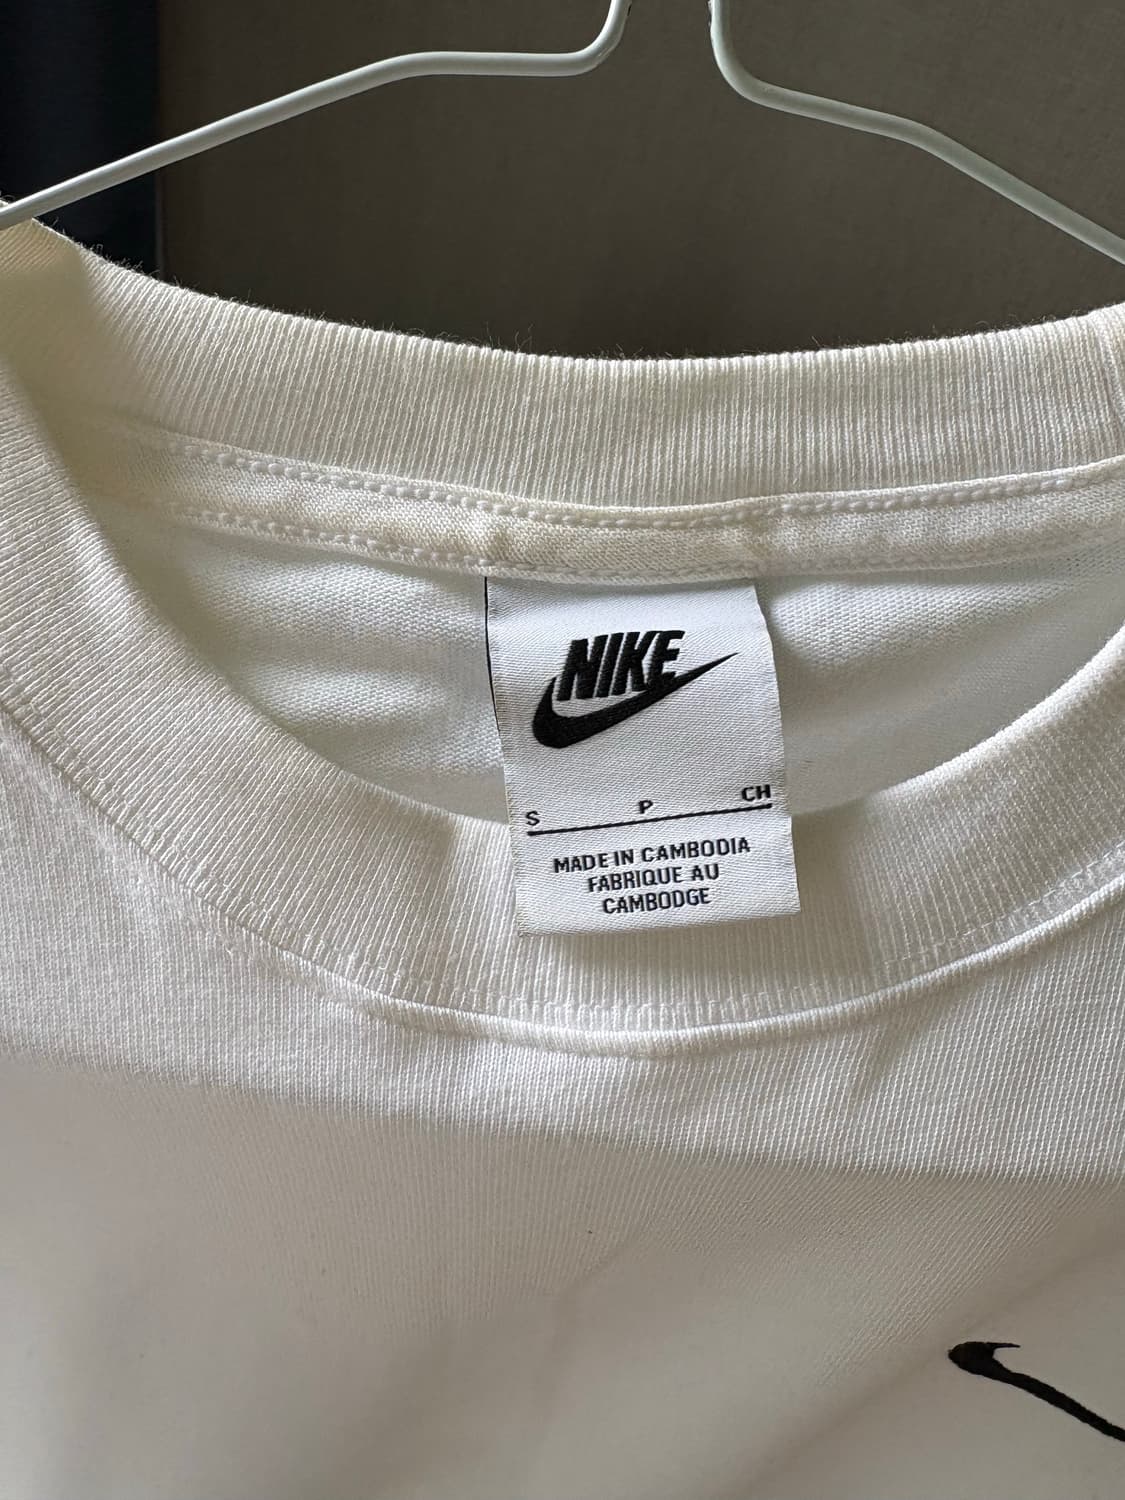 NIKE
S P CH
MADE IN CAMBODIA
FABRIQUE AU
CAMBODGE